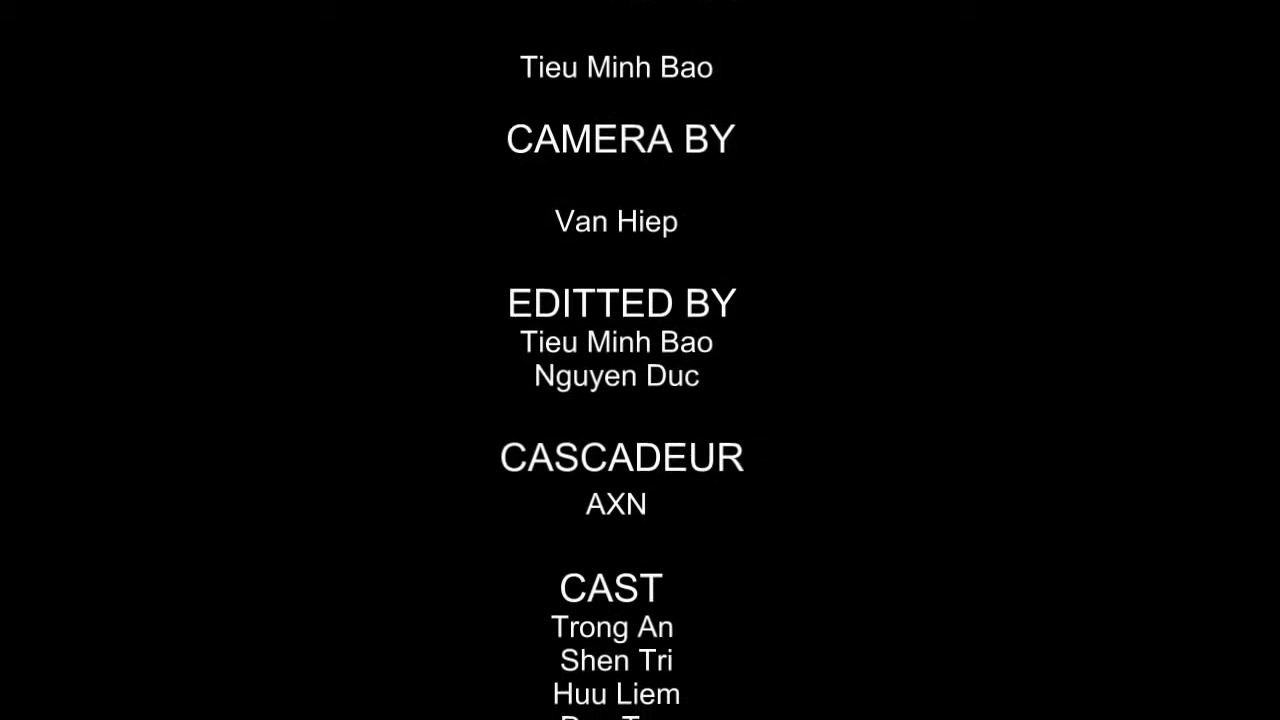 Tieu Minh Bao
CAMERA BY
Van Hiep
EDITTED BY
Tieu Minh Bao
Nguyen Duc
CASCADEUR
AXN
CAST
Trong An
Shen Tri
Huu Liem